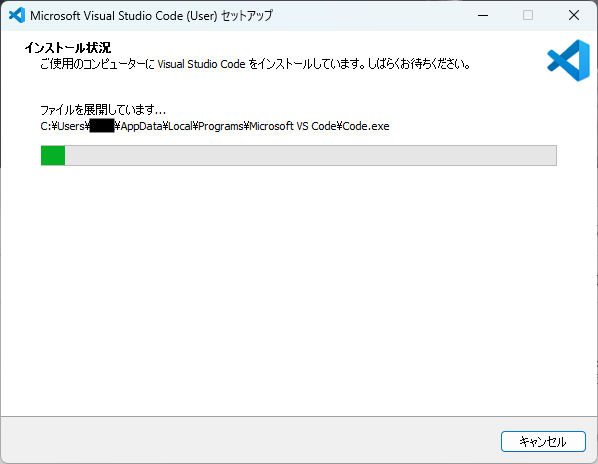 Microsoft Visual Studio Code (User) セットアップ
インストール状況
ご使用のコンピューターに Visual Studio Code をインストールしています。しばらくお待ちください。
ファイルを展開しています...
C:¥Users¥ ¥AppData¥Local¥Programs¥Microsoft VS Code¥Code.exe
キャンセル